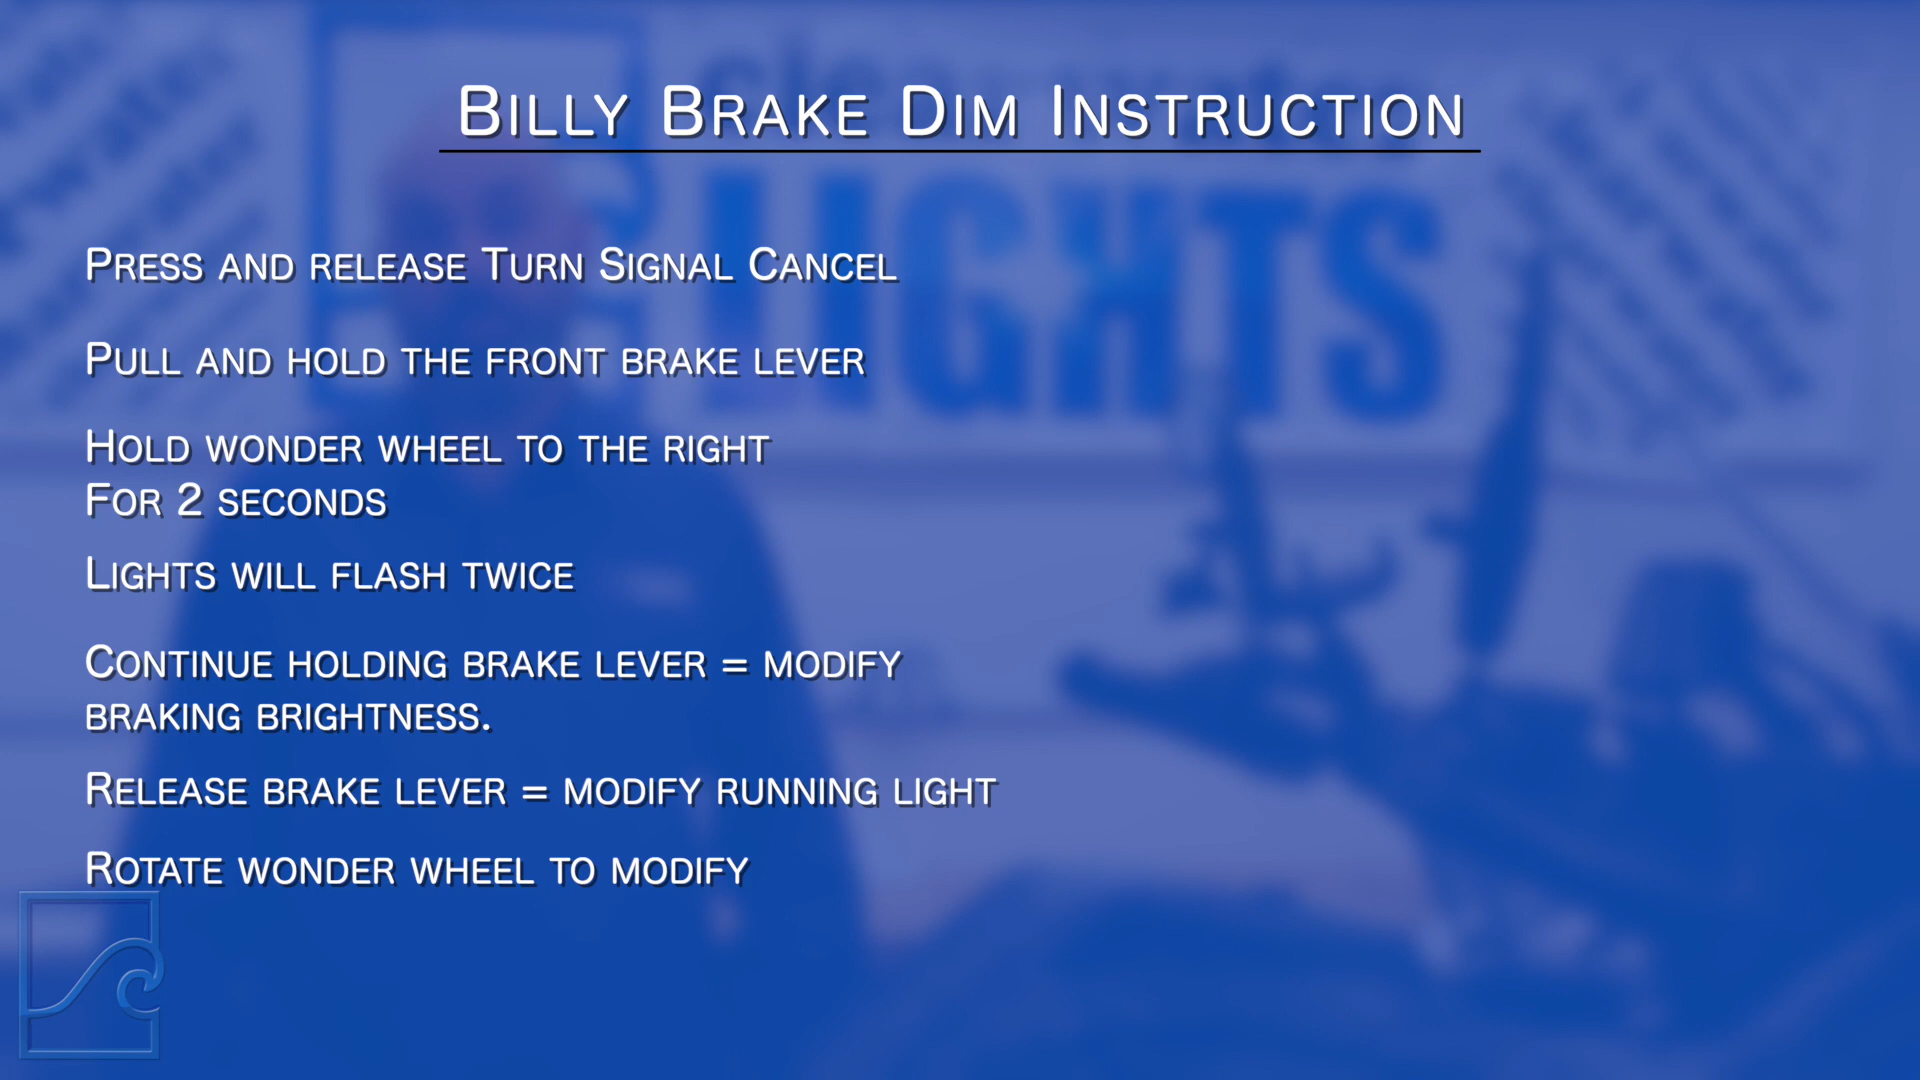 clearwater
Billy Brake Dim Instruction
LIGHTS
Press and release Turn Signal Cancel
Pull and hold the front brake lever
Hold wonder wheel to the right
For 2 seconds
Lights will flash twice
Continue holding brake lever = modify
braking brightness.
Release brake lever = modify running light
Rotate wonder wheel to modify